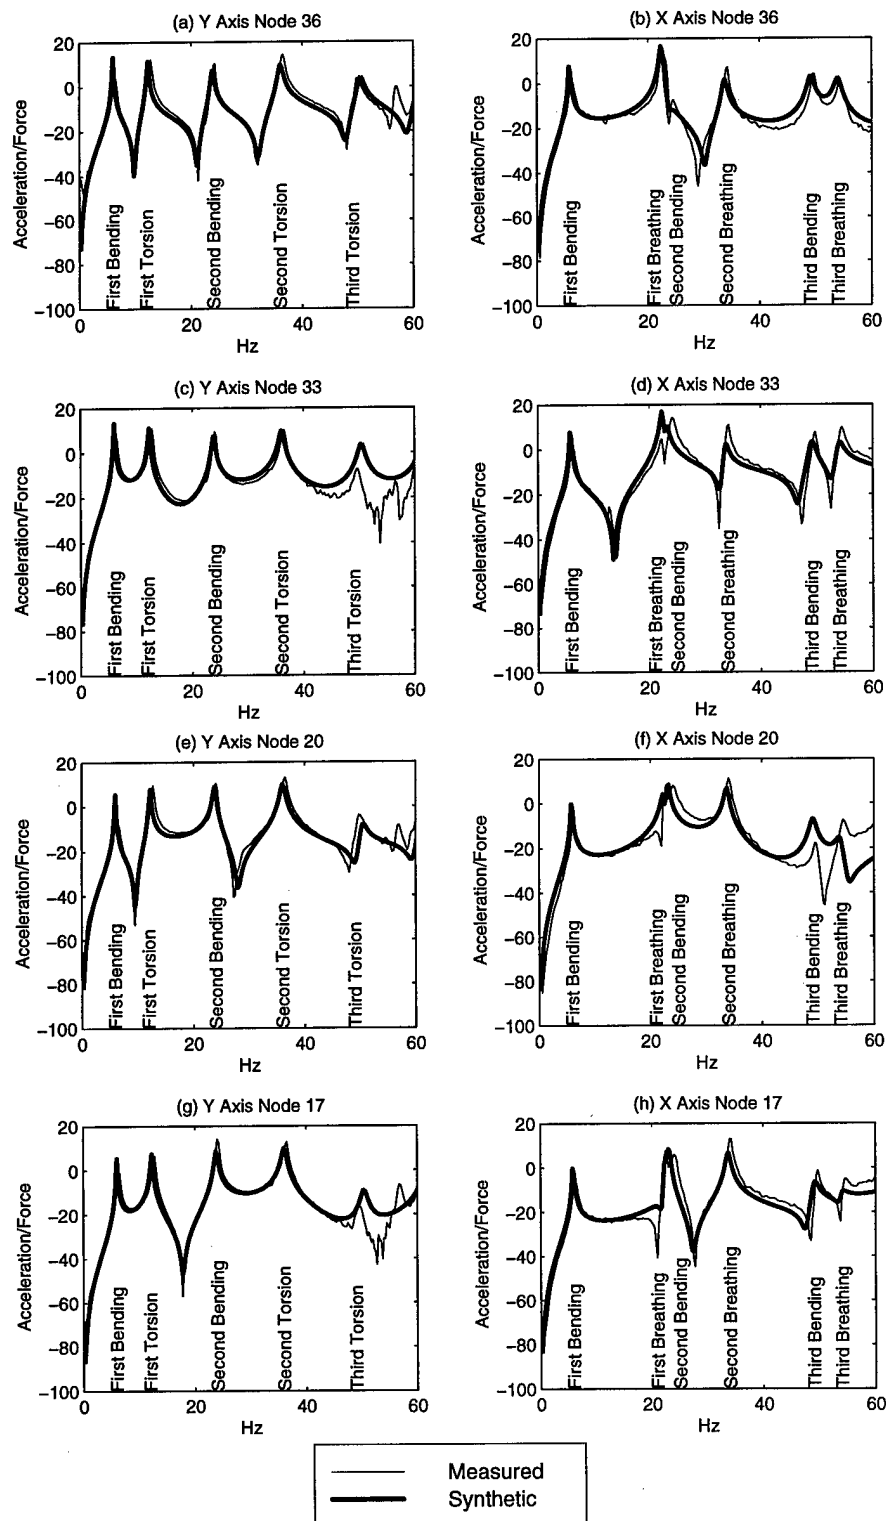 (a) Y Axis Node 36
20
0
−20
−40
−60
−80
−100
Acceleration/Force
First Bending
First Torsion
Second Bending
Second Torsion
Third Torsion
0
20
40
60
Hz
(b) X Axis Node 36
20
0
−20
−40
−60
−80
−100
Acceleration/Force
First Bending
First Breathing
Second Bending
Second Breathing
Third Bending
Third Breathing
0
20
40
60
Hz
(c) Y Axis Node 33
20
0
−20
−40
−60
−80
−100
Acceleration/Force
First Bending
First Torsion
Second Bending
Second Torsion
Third Torsion
0
20
40
60
Hz
(d) X Axis Node 33
20
0
−20
−40
−60
−80
−100
Acceleration/Force
First Bending
First Breathing
Second Bending
Second Breathing
Third Bending
Third Breathing
0
20
40
60
Hz
(e) Y Axis Node 20
20
0
−20
−40
−60
−80
−100
Acceleration/Force
First Bending
First Torsion
Second Bending
Second Torsion
Third Torsion
0
20
40
60
Hz
(f) X Axis Node 20
20
0
−20
−40
−60
−80
−100
Acceleration/Force
First Bending
First Breathing
Second Bending
Second Breathing
Third Bending
Third Breathing
0
20
40
60
Hz
(g) Y Axis Node 17
20
0
−20
−40
−60
−80
−100
Acceleration/Force
First Bending
First Torsion
Second Bending
Second Torsion
Third Torsion
0
20
40
60
Hz
(h) X Axis Node 17
20
0
−20
−40
−60
−80
−100
Acceleration/Force
First Bending
First Breathing
Second Bending
Second Breathing
Third Bending
Third Breathing
0
20
40
60
Hz
Measured
Synthetic